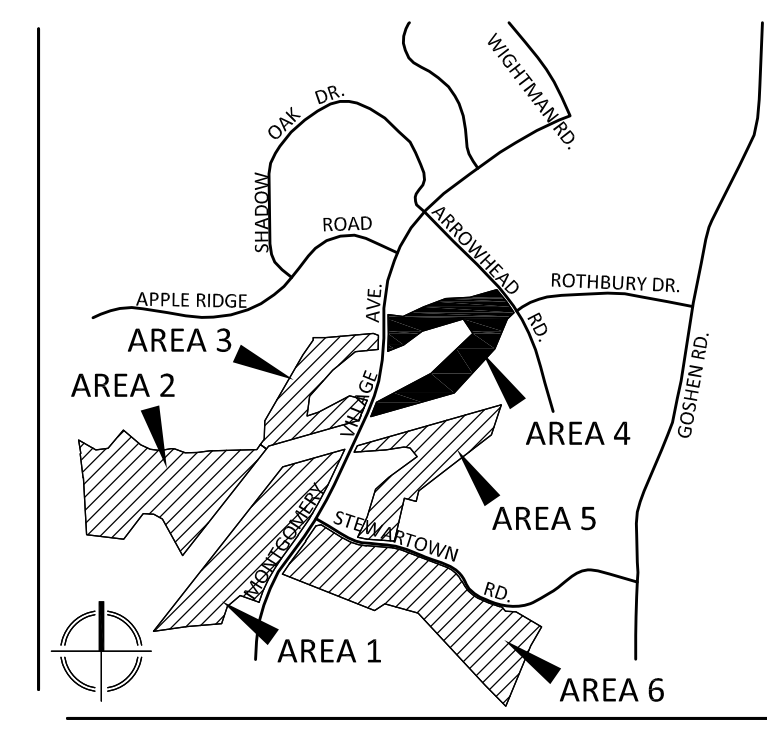 WIGHTMAN RD.
OAK DR.
SHADOW
ROAD
ARROWHEAD
APPLE RIDGE
AVE.
ROTHBURY DR.
RD.
AREA 3
GOSHEN RD.
AREA 2
VILLAGE
AREA 4
AREA 5
MONTGOMERY
STEWARTOWN
RD.
AREA 1
AREA 6